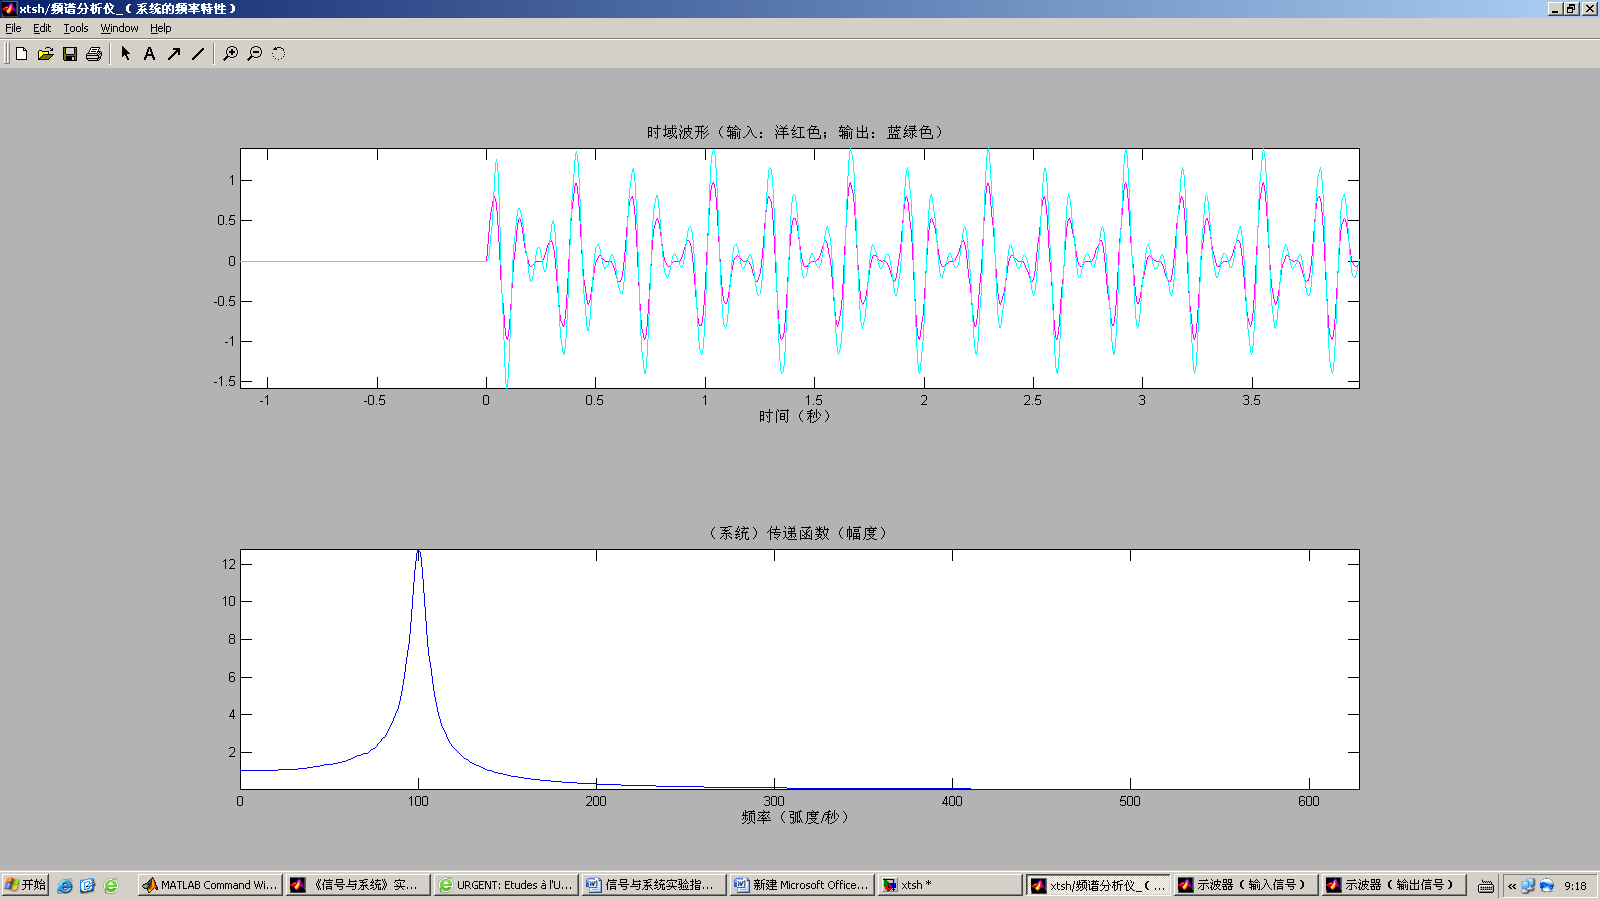 xtsh/频谱分析仪_（系统的频率特性）
File Edit Tools Window Help
A
时域波形（输入：洋红色；输出：蓝绿色）
1
0.5
0
-0.5
-1
-1.5
-1 -0.5 0 0.5 1 1.5 2 2.5 3 3.5
时间（秒）
（系统）传递函数（幅度）
12
10
8
6
4
2
0 100 200 300 400 500 600
频率（弧度/秒）
开始 MATLAB Command Wi... 《信号与系统》实... URGENT: Etudes à l'U... 信号与系统实验指... 新建 Microsoft Office... xtsh * xtsh/频谱分析仪_（... 示波器（输入信号） 示波器（输出信号） « 9:18